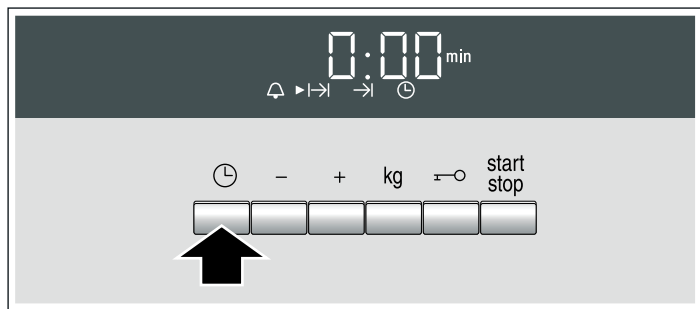 0:00 min
− + kg start
stop